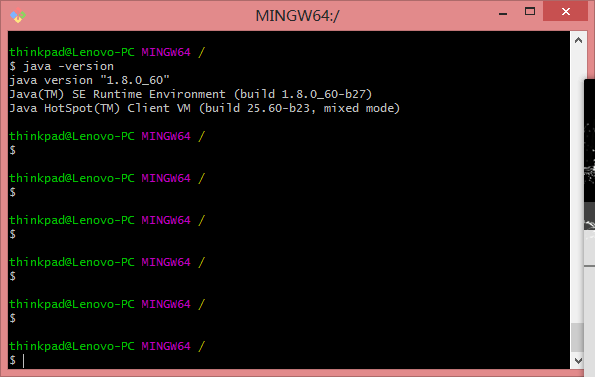 MINGW64:/
thinkpad@Lenovo-PC MINGW64 /
$ java -version
java version "1.8.0_60"
Java(TM) SE Runtime Environment (build 1.8.0_60-b27)
Java HotSpot(TM) Client VM (build 25.60-b23, mixed mode)
thinkpad@Lenovo-PC MINGW64 /
$
thinkpad@Lenovo-PC MINGW64 /
$
thinkpad@Lenovo-PC MINGW64 /
$
thinkpad@Lenovo-PC MINGW64 /
$
thinkpad@Lenovo-PC MINGW64 /
$
thinkpad@Lenovo-PC MINGW64 /
$